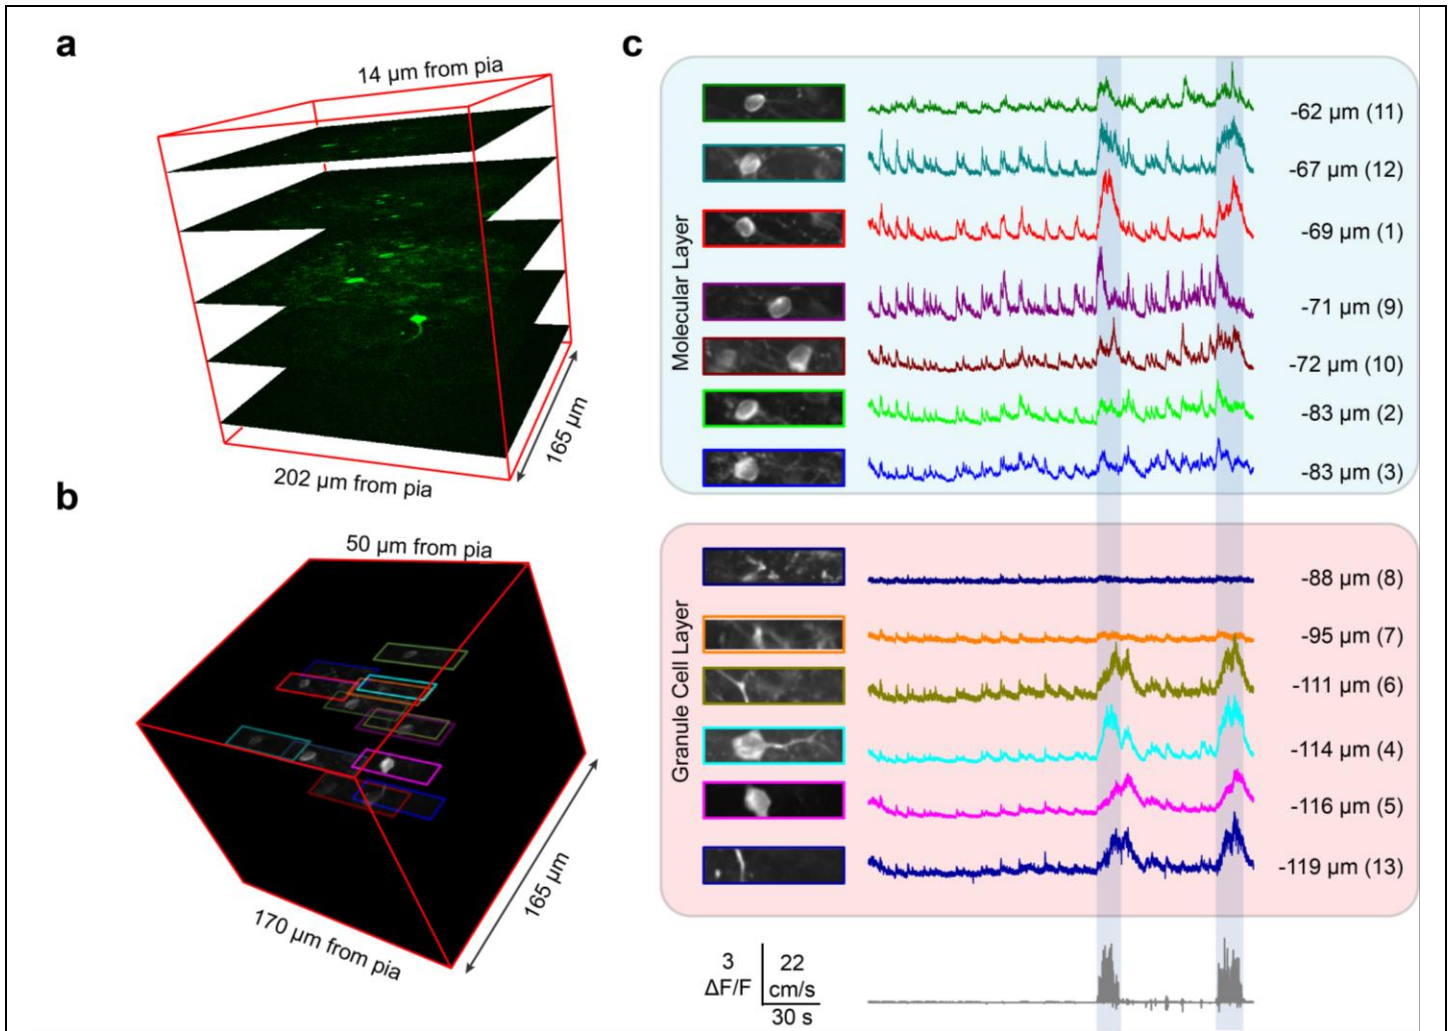 a
14 µm from pia
165 µm
202 µm from pia
b
50 µm from pia
165 µm
170 µm from pia
c
Molecular Layer
-62 µm (11)
-67 µm (12)
-69 µm (1)
-71 µm (9)
-72 µm (10)
-83 µm (2)
-83 µm (3)
Granule Cell Layer
-88 µm (8)
-95 µm (7)
-111 µm (6)
-114 µm (4)
-116 µm (5)
-119 µm (13)
3
ΔF/F
22
cm/s
30 s